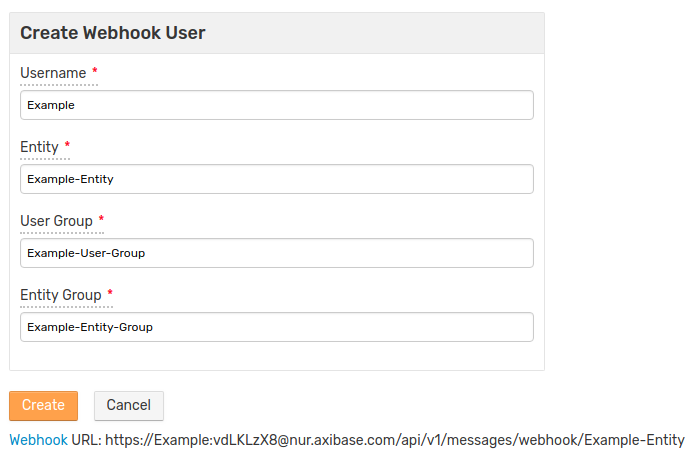 Create Webhook User
Username *
Example
Entity *
Example-Entity
User Group *
Example-User-Group
Entity Group *
Example-Entity-Group
Create Cancel
Webhook URL: https://Example:vdLKLzX8@nur.axibase.com/api/v1/messages/webhook/Example-Entity